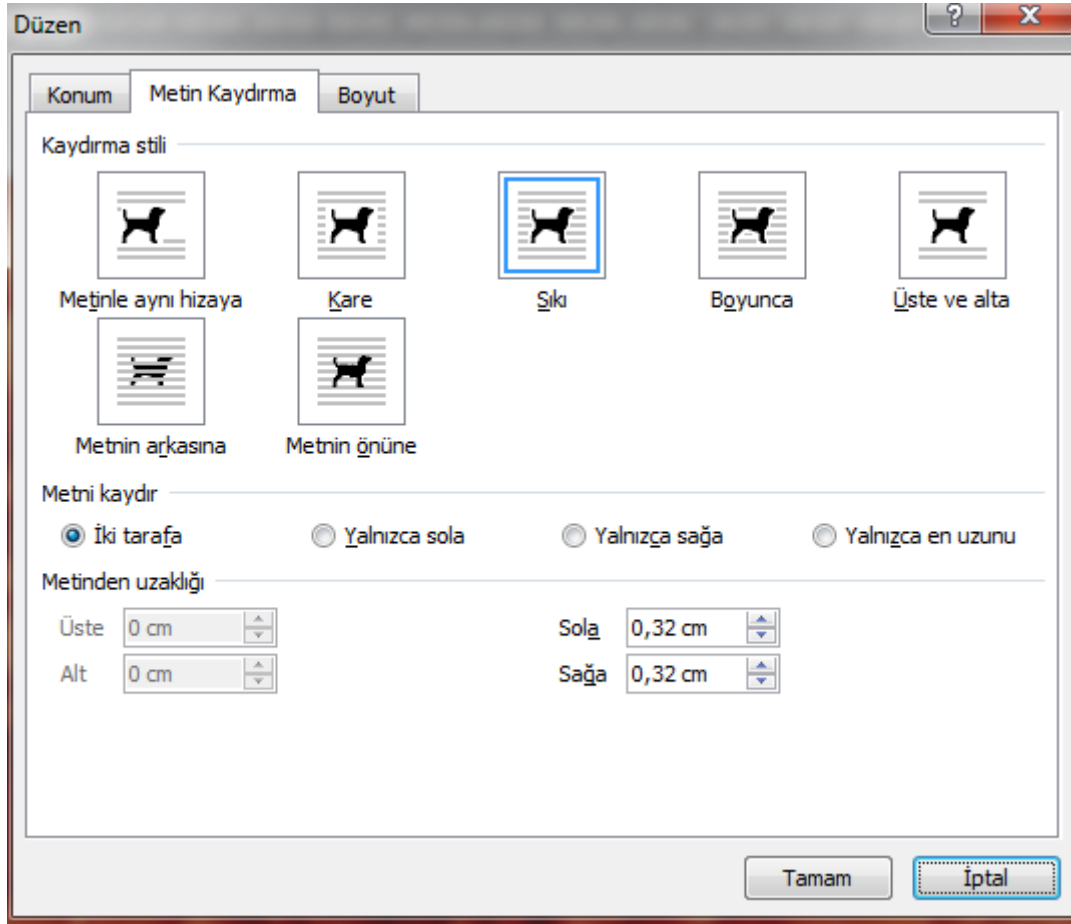 Düzen
Konum Metin Kaydırma Boyut
Kaydırma stili
Metinle aynı hizaya Kare Sıkı Boyunca Üste ve alta
Metnin arkasına Metnin önüne
Metni kaydır
İki tarafa Yalnızca sola Yalnızca sağa Yalnızca en uzunu
Metinden uzaklığı
Üste 0 cm Sola 0,32 cm
Alt 0 cm Sağa 0,32 cm
Tamam İptal